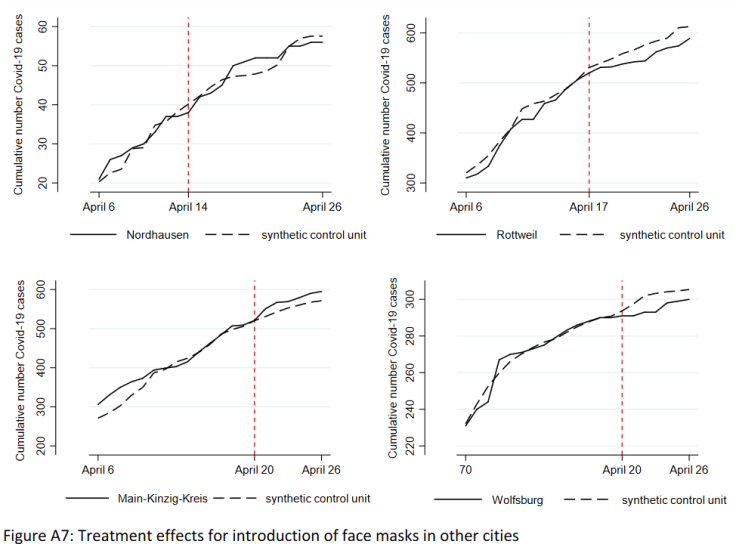 Cumulative number Covid-19 cases
60
50
40
30
20
April 6 April 14 April 26
Nordhausen synthetic control unit
Cumulative number Covid-19 cases
600
500
400
300
April 6 April 17 April 26
Rottweil synthetic control unit
Cumulative number Covid-19 cases
600
500
400
300
200
April 6 April 20 April 26
Main-Kinzig-Kreis synthetic control unit
Cumulative number Covid-19 cases
300
280
260
240
220
70 April 20 April 26
Wolfsburg synthetic control unit
Figure A7: Treatment effects for introduction of face masks in other cities